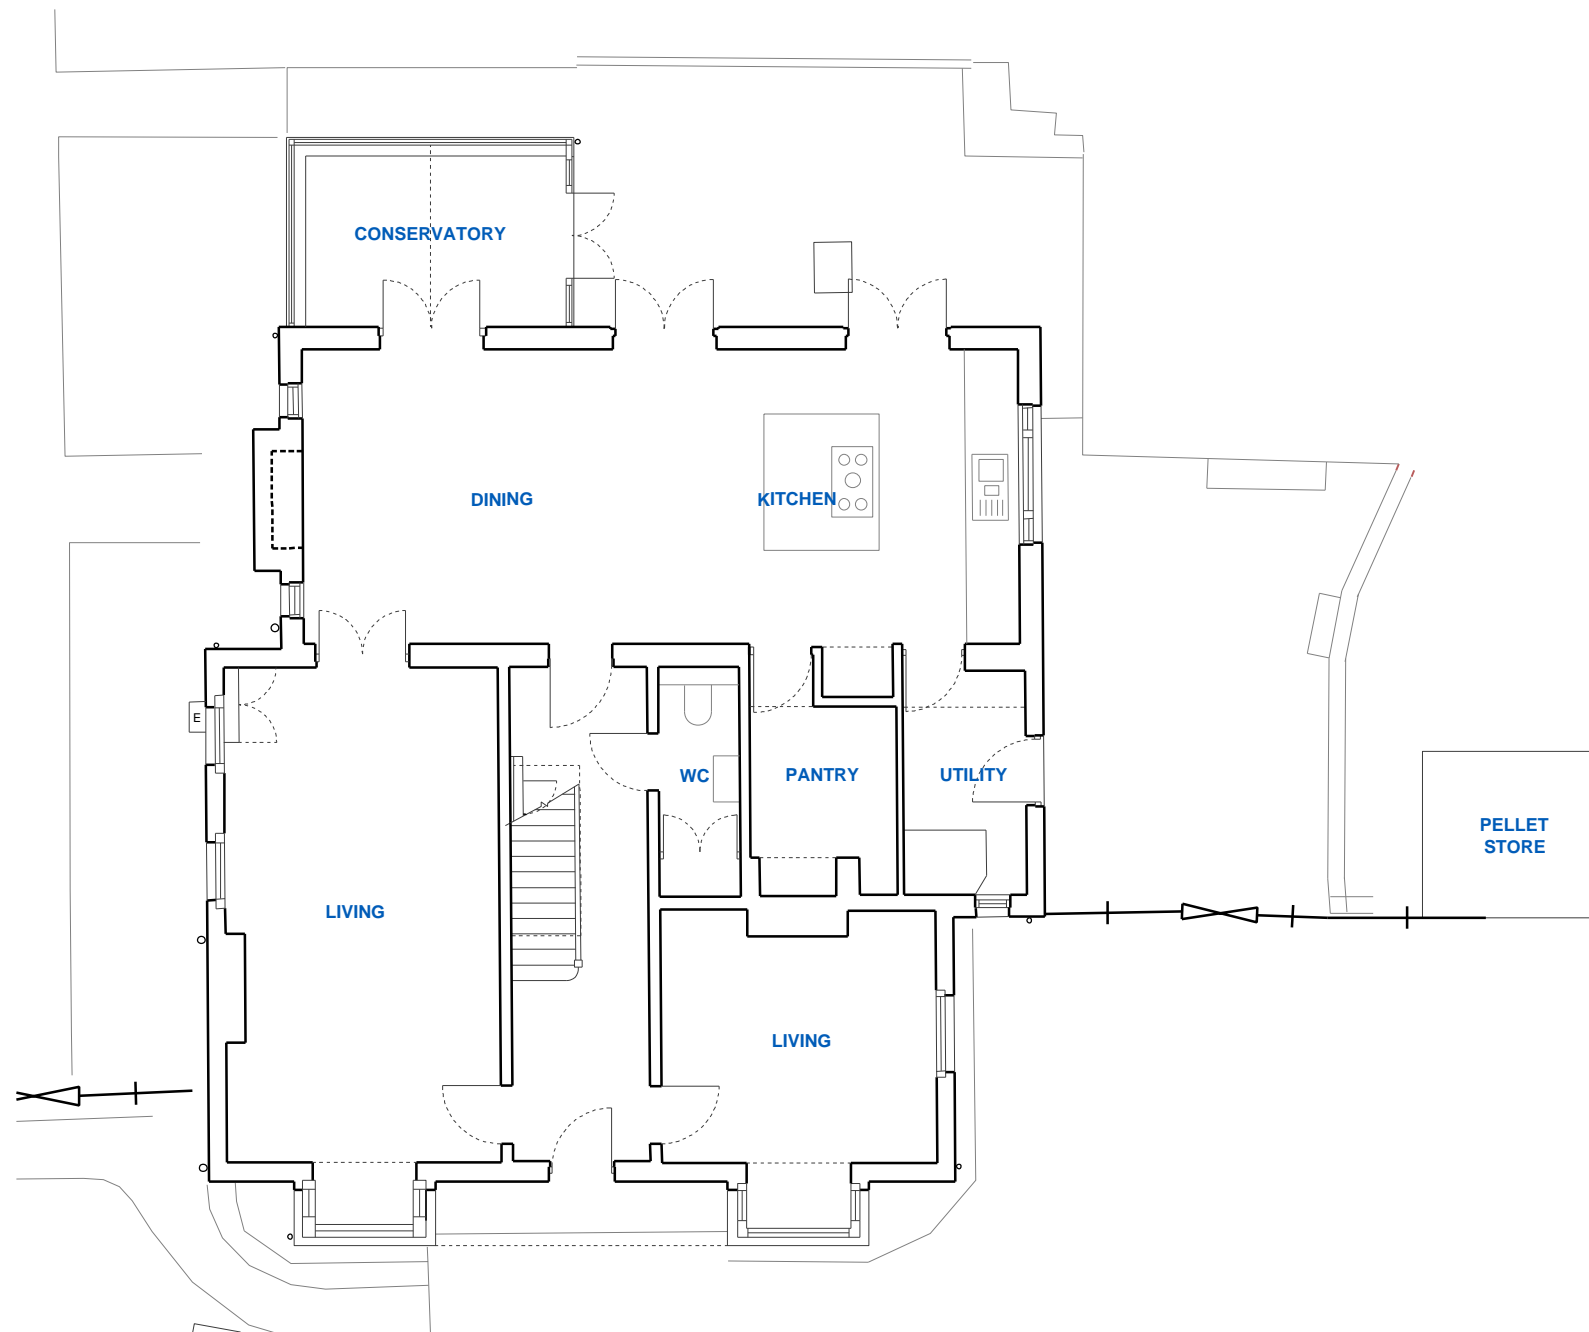 CONSERVATORY
DINING
KITCHEN
E
WC
PANTRY
UTILITY
PELLET
STORE
LIVING
LIVING